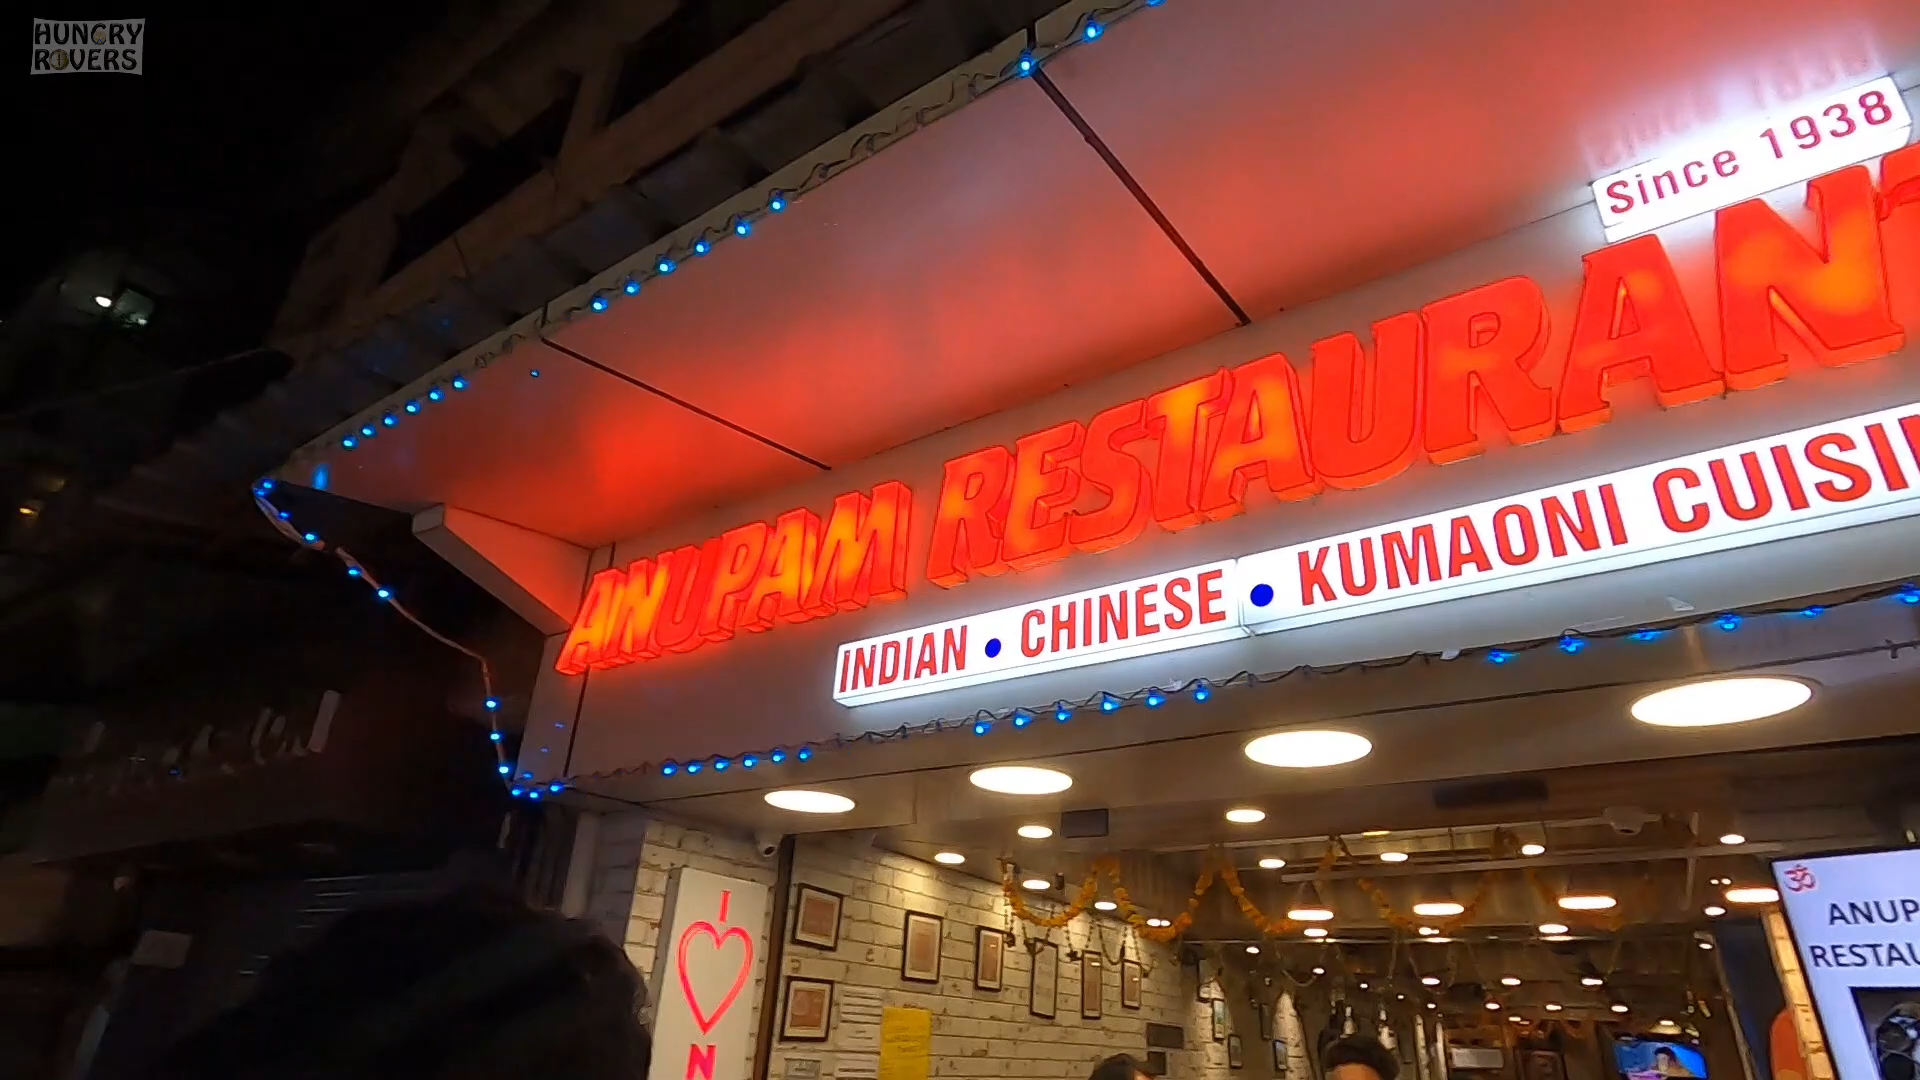 HUNGRY
ROVERS
Since 1938
ANUPAM RESTAURANT
INDIAN • CHINESE • KUMAONI CUISI
I
N
ॐ
ANUP
RESTAU